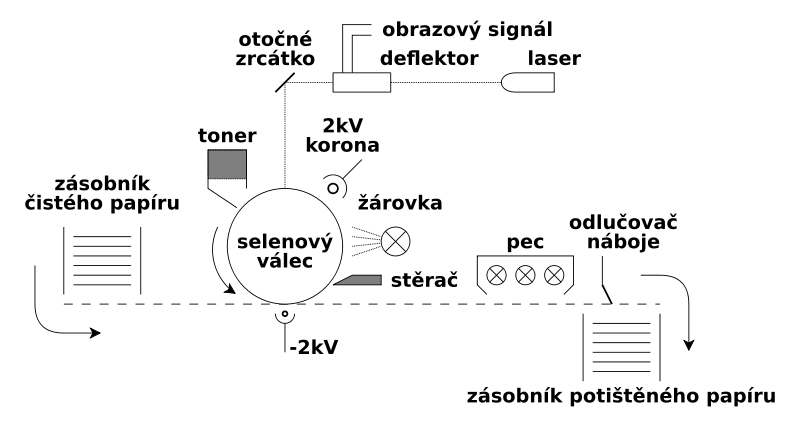 obrazový signál
otočné
zrcátko
deflektor
laser
2kV
korona
toner
zásobník
čistého papíru
žárovka
odlučovač
náboje
selenový
válec
pec
stěrač
-2kV
zásobník potištěného papíru